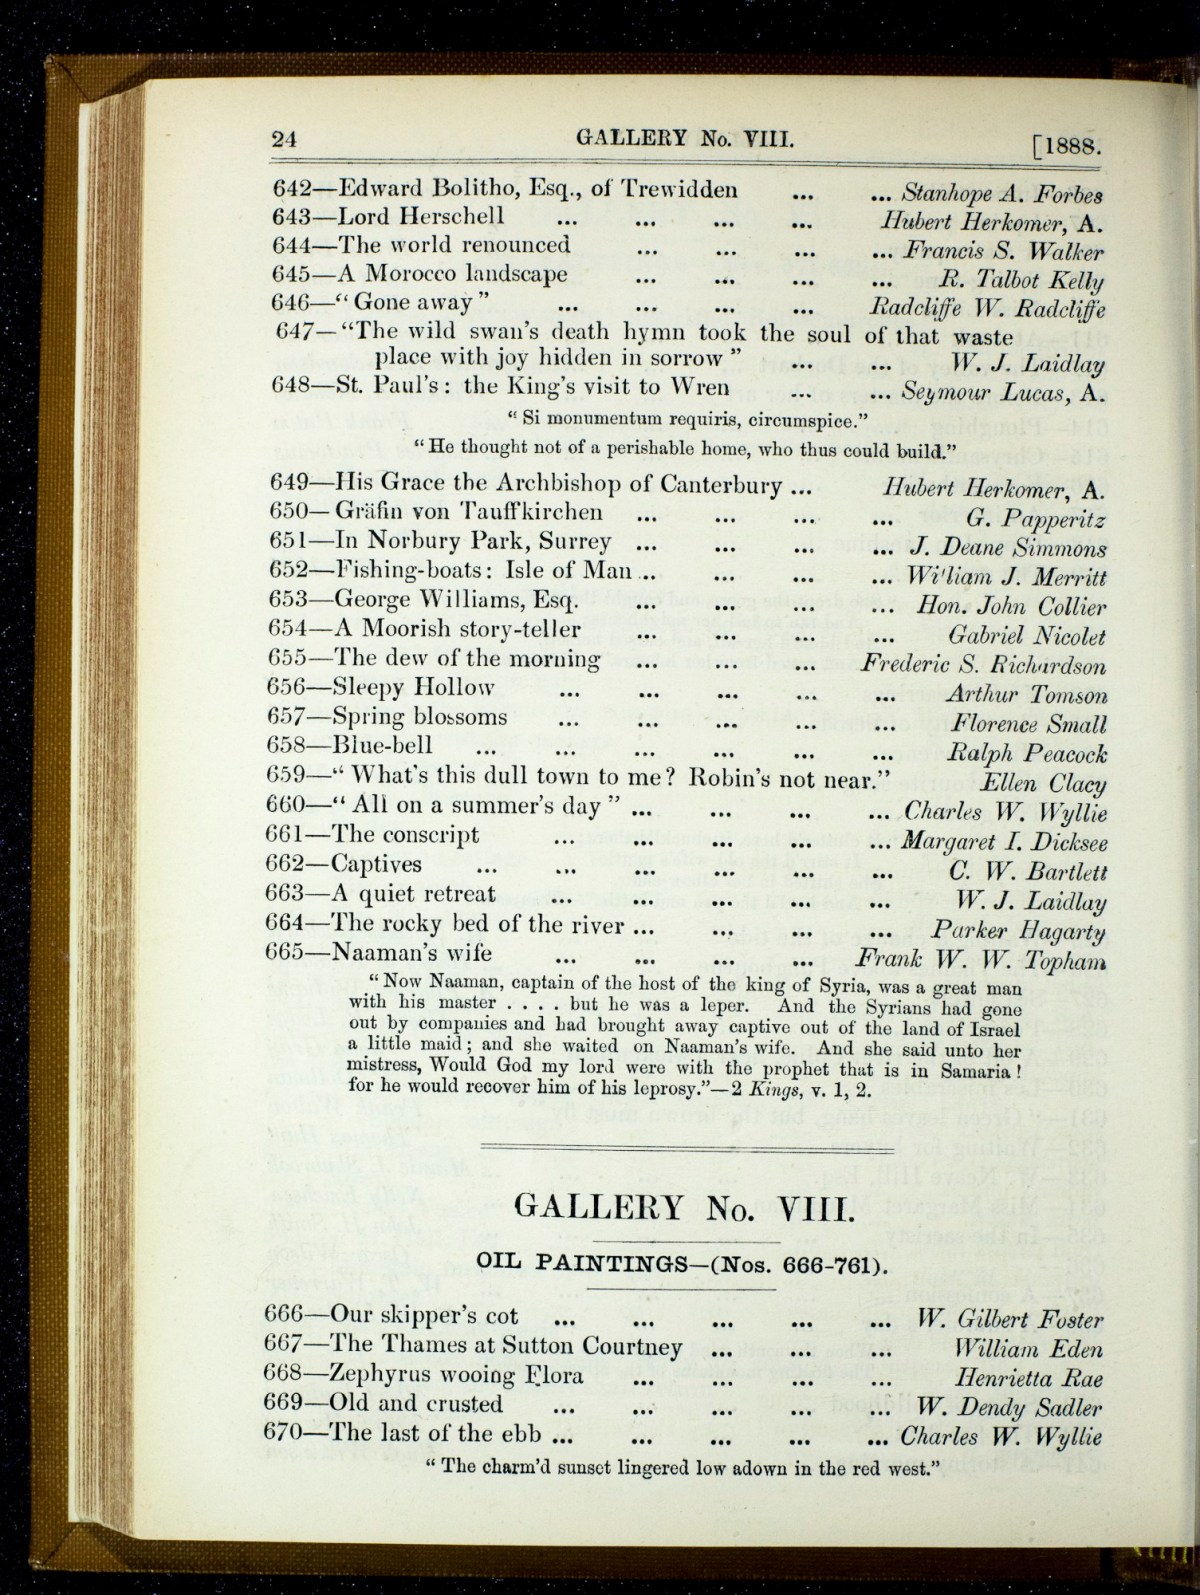 24 GALLERY No. VIII. [1888.
642—Edward Bolitho, Esq., of Trewidden ... ... Stanhope A. Forbes
643—Lord Herschell ... ... ... ... Hubert Herkomer, A.
644—The world renounced ... ... ... ... Francis S. Walker
645—A Morocco landscape ... ... ... ... R. Talbot Kelly
646—“Gone away” ... ... ... ... Radcliffe W. Radcliffe
647—“The wild swan's death hymn took the soul of that waste
place with joy hidden in sorrow” ... ... W. J. Laidlay
648—St. Paul's: the King's visit to Wren ... ... Seymour Lucas, A.
“Si monumentum requiris, circumspice.”
“He thought not of a perishable home, who thus could build.”
649—His Grace the Archbishop of Canterbury ... Hubert Herkomer, A.
650—Gräfin von Tauffkirchen ... ... ... ... G. Papperitz
651—In Norbury Park, Surrey ... ... ... ... J. Deane Simmons
652—Fishing-boats: Isle of Man ... ... ... ... William J. Merritt
653—George Williams, Esq. ... ... ... ... Hon. John Collier
654—A Moorish story-teller ... ... ... ... Gabriel Nicolet
655—The dew of the morning ... ... ... Frederic S. Richardson
656—Sleepy Hollow ... ... ... ... ... Arthur Tomson
657—Spring blossoms ... ... ... ... ... Florence Small
658—Blue-bell ... ... ... ... ... ... Ralph Peacock
659—“What's this dull town to me? Robin's not near.” Ellen Clacy
660—“All on a summer's day” ... ... ... ... Charles W. Wyllie
661—The conscript ... ... ... ... ... Margaret I. Dicksee
662—Captives ... ... ... ... ... ... C. W. Bartlett
663—A quiet retreat ... ... ... ... ... W. J. Laidlay
664—The rocky bed of the river ... ... ... ... Parker Hagarty
665—Naaman's wife ... ... ... ... Frank W. W. Topham
“Now Naaman, captain of the host of the king of Syria, was a great man
with his master . . . . but he was a leper. And the Syrians had gone
out by companies and had brought away captive out of the land of Israel
a little maid; and she waited on Naaman's wife. And she said unto her
mistress, Would God my lord were with the prophet that is in Samaria!
for he would recover him of his leprosy.”—2 Kings, v. 1, 2.
GALLERY No. VIII.
OIL PAINTINGS—(Nos. 666-761).
666—Our skipper's cot ... ... ... ... ... W. Gilbert Foster
667—The Thames at Sutton Courtney ... ... ... William Eden
668—Zephyrus wooing Flora ... ... ... ... Henrietta Rae
669—Old and crusted ... ... ... ... ... W. Dendy Sadler
670—The last of the ebb ... ... ... ... ... Charles W. Wyllie
“The charm'd sunset lingered low adown in the red west.”